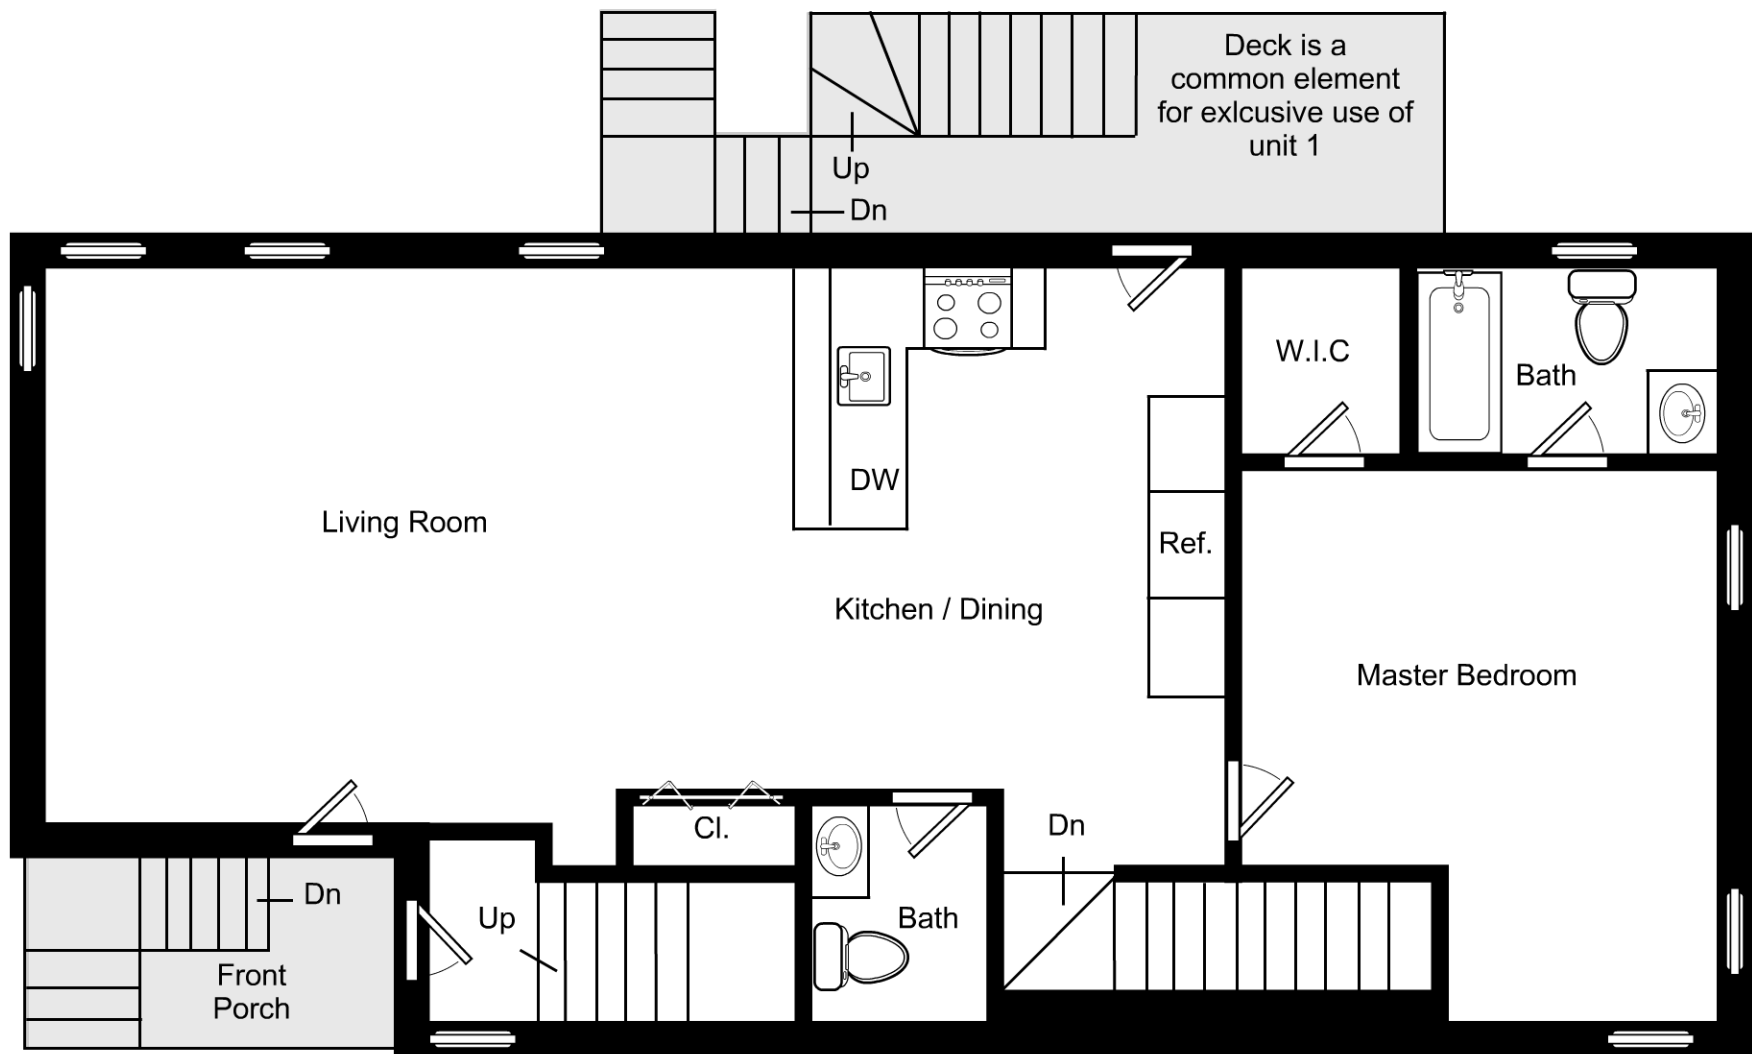 Deck is a
common element
for exlcusive use of
unit 1
Up
Dn
W.I.C
Bath
DW
Living Room
Ref.
Kitchen / Dining
Master Bedroom
Cl.
Dn
Dn
Up
Bath
Front
Porch